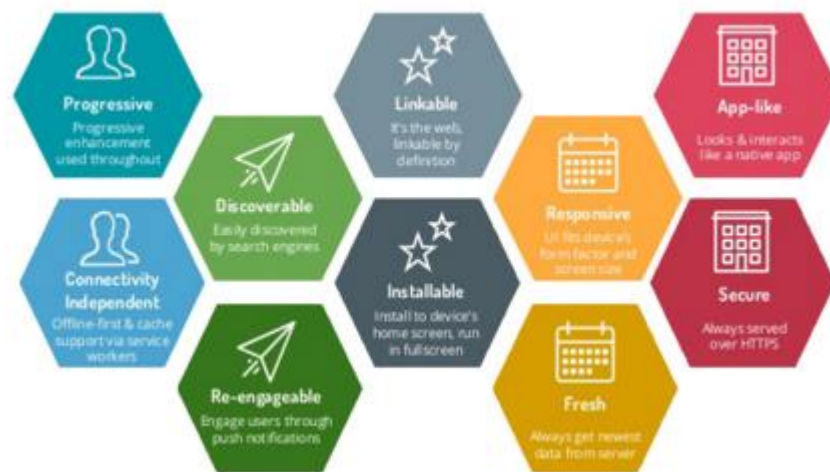 Progressive
Progressive
enhancement
used throughout
Linkable
It's the web,
linkable by
definition
App-like
Looks & interacts
like a native app
Discoverable
Easily discovered
by search engines
Responsive
UI fits device's
form factor and
screen size
Connectivity
Independent
Offline-first & cache
support via service
workers
Installable
Install to device's
home screen, run
in fullscreen
Secure
Always served
over HTTPS
Re-engageable
Engage users through
push notifications
Fresh
Always get newest
data from server